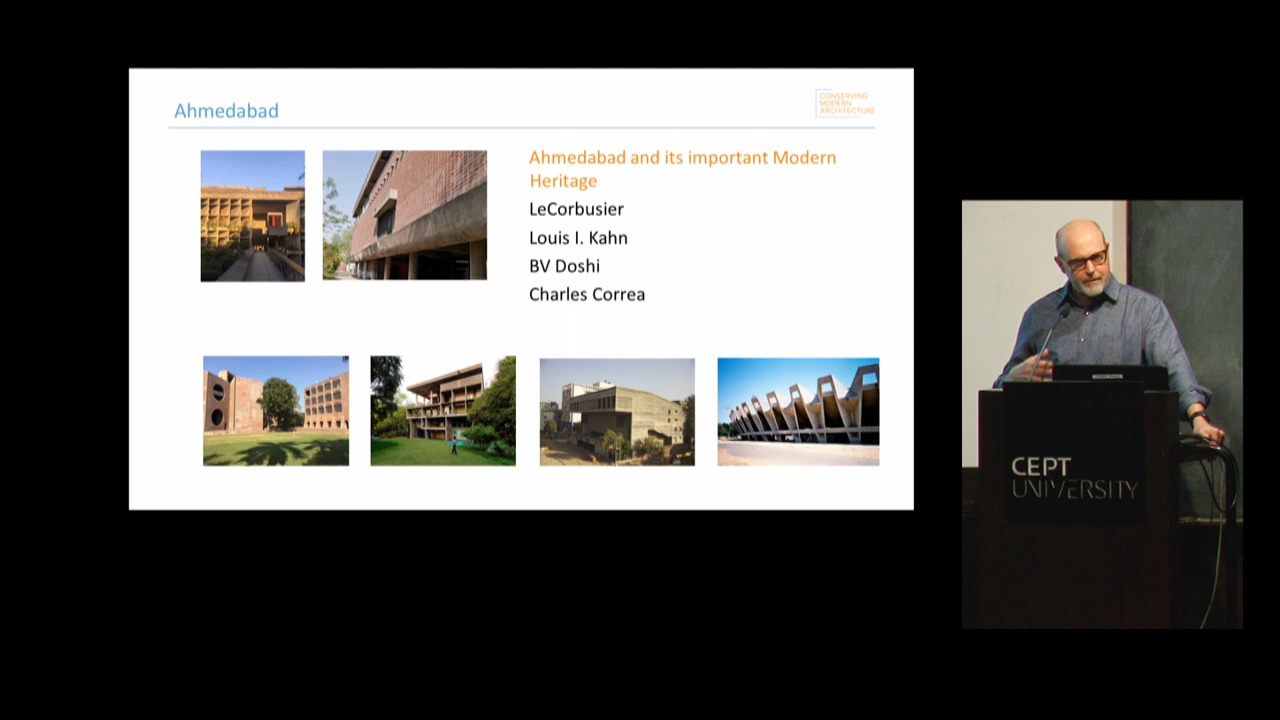 Ahmedabad
CONSERVING
MODERN
ARCHITECTURE
Ahmedabad and its important Modern
Heritage
LeCorbusier
Louis I. Kahn
BV Doshi
Charles Correa
CEPT
UNIVERSITY